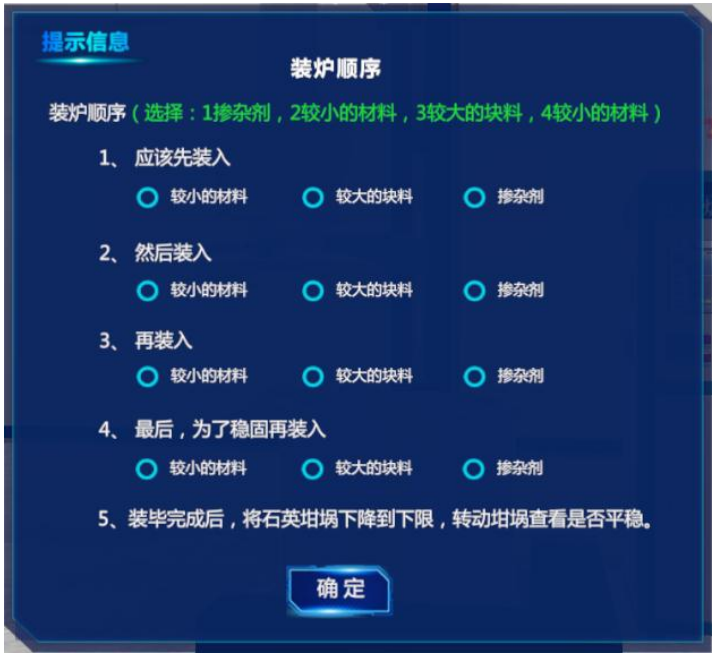 提示信息
装炉顺序
装炉顺序(选择:1掺杂剂,2较小的材料,3较大的块料,4较小的材料)
1、 应该先装入
较小的材料 较大的块料 掺杂剂
2、 然后装入
较小的材料 较大的块料 掺杂剂
3、 再装入
较小的材料 较大的块料 掺杂剂
4、 最后,为了稳固再装入
较小的材料 较大的块料 掺杂剂
5、装毕完成后,将石英坩埚下降到下限,转动坩埚查看是否平稳。
确定